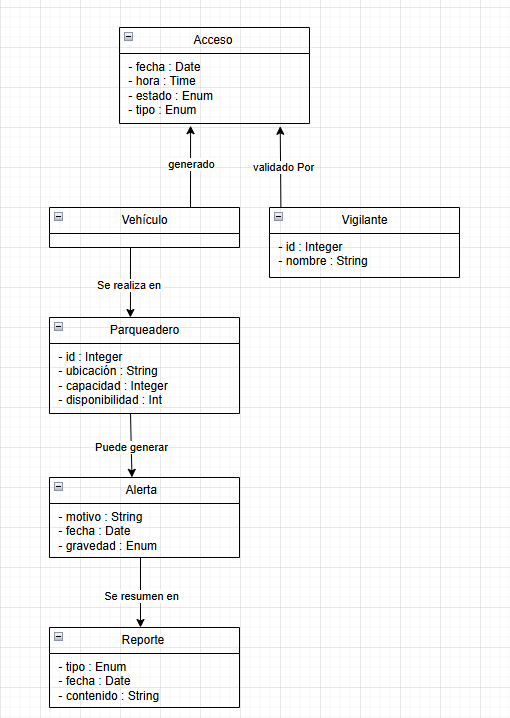 Acceso
- fecha : Date
- hora : Time
- estado : Enum
- tipo : Enum
generado
validado Por
Vehículo
Vigilante
- id : Integer
- nombre : String
Se realiza en
Parqueadero
- id : Integer
- ubicación : String
- capacidad : Integer
- disponibilidad : Int
Puede generar
Alerta
- motivo : String
- fecha : Date
- gravedad : Enum
Se resumen en
Reporte
- tipo : Enum
- fecha : Date
- contenido : String